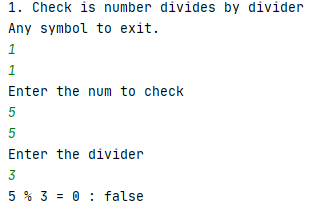 1. Check is number divides by divider
Any symbol to exit.
1
1
Enter the num to check
5
5
Enter the divider
3
5 % 3 = 0 : false